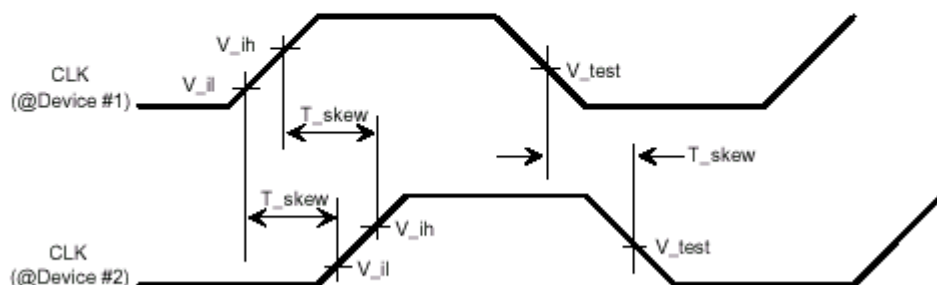 V_ih
V_il
CLK
(@Device #1)
V_test
T_skew
T_skew
T_skew
V_ih
V_il
CLK
(@Device #2)
V_test